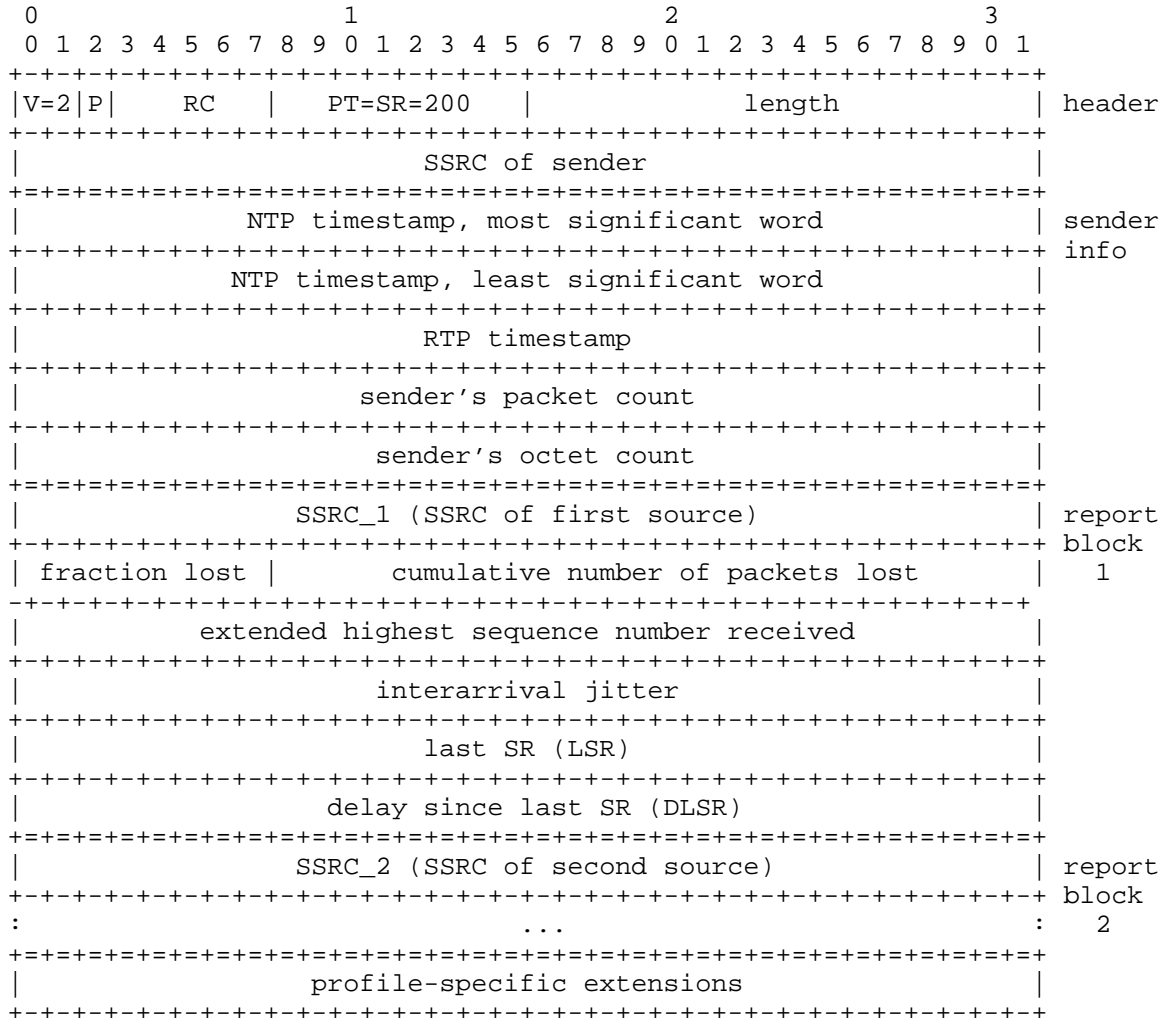 0                   1                   2                   3
 0 1 2 3 4 5 6 7 8 9 0 1 2 3 4 5 6 7 8 9 0 1 2 3 4 5 6 7 8 9 0 1
+-+-+-+-+-+-+-+-+-+-+-+-+-+-+-+-+-+-+-+-+-+-+-+-+-+-+-+-+-+-+-+-+
|V=2|P|    RC   |   PT=SR=200   |             length            | header
+-+-+-+-+-+-+-+-+-+-+-+-+-+-+-+-+-+-+-+-+-+-+-+-+-+-+-+-+-+-+-+-+
|                         SSRC of sender                        |
+=+=+=+=+=+=+=+=+=+=+=+=+=+=+=+=+=+=+=+=+=+=+=+=+=+=+=+=+=+=+=+=+
|              NTP timestamp, most significant word             | sender
+-+-+-+-+-+-+-+-+-+-+-+-+-+-+-+-+-+-+-+-+-+-+-+-+-+-+-+-+-+-+-+-+ info
|             NTP timestamp, least significant word             |
+-+-+-+-+-+-+-+-+-+-+-+-+-+-+-+-+-+-+-+-+-+-+-+-+-+-+-+-+-+-+-+-+
|                         RTP timestamp                         |
+-+-+-+-+-+-+-+-+-+-+-+-+-+-+-+-+-+-+-+-+-+-+-+-+-+-+-+-+-+-+-+-+
|                     sender's packet count                     |
+-+-+-+-+-+-+-+-+-+-+-+-+-+-+-+-+-+-+-+-+-+-+-+-+-+-+-+-+-+-+-+-+
|                      sender's octet count                     |
+=+=+=+=+=+=+=+=+=+=+=+=+=+=+=+=+=+=+=+=+=+=+=+=+=+=+=+=+=+=+=+=+
|                 SSRC_1 (SSRC of first source)                 | report
+-+-+-+-+-+-+-+-+-+-+-+-+-+-+-+-+-+-+-+-+-+-+-+-+-+-+-+-+-+-+-+-+ block
| fraction lost |       cumulative number of packets lost       |   1
-+-+-+-+-+-+-+-+-+-+-+-+-+-+-+-+-+-+-+-+-+-+-+-+-+-+-+-+-+-+-+-+
|           extended highest sequence number received           |
+-+-+-+-+-+-+-+-+-+-+-+-+-+-+-+-+-+-+-+-+-+-+-+-+-+-+-+-+-+-+-+-+
|                      interarrival jitter                      |
+-+-+-+-+-+-+-+-+-+-+-+-+-+-+-+-+-+-+-+-+-+-+-+-+-+-+-+-+-+-+-+-+
|                         last SR (LSR)                         |
+-+-+-+-+-+-+-+-+-+-+-+-+-+-+-+-+-+-+-+-+-+-+-+-+-+-+-+-+-+-+-+-+
|                   delay since last SR (DLSR)                  |
+=+=+=+=+=+=+=+=+=+=+=+=+=+=+=+=+=+=+=+=+=+=+=+=+=+=+=+=+=+=+=+=+
|                 SSRC_2 (SSRC of second source)                | report
+-+-+-+-+-+-+-+-+-+-+-+-+-+-+-+-+-+-+-+-+-+-+-+-+-+-+-+-+-+-+-+-+ block
:                               ...                             :   2
+=+=+=+=+=+=+=+=+=+=+=+=+=+=+=+=+=+=+=+=+=+=+=+=+=+=+=+=+=+=+=+=+
|                  profile-specific extensions                  |
+-+-+-+-+-+-+-+-+-+-+-+-+-+-+-+-+-+-+-+-+-+-+-+-+-+-+-+-+-+-+-+-+